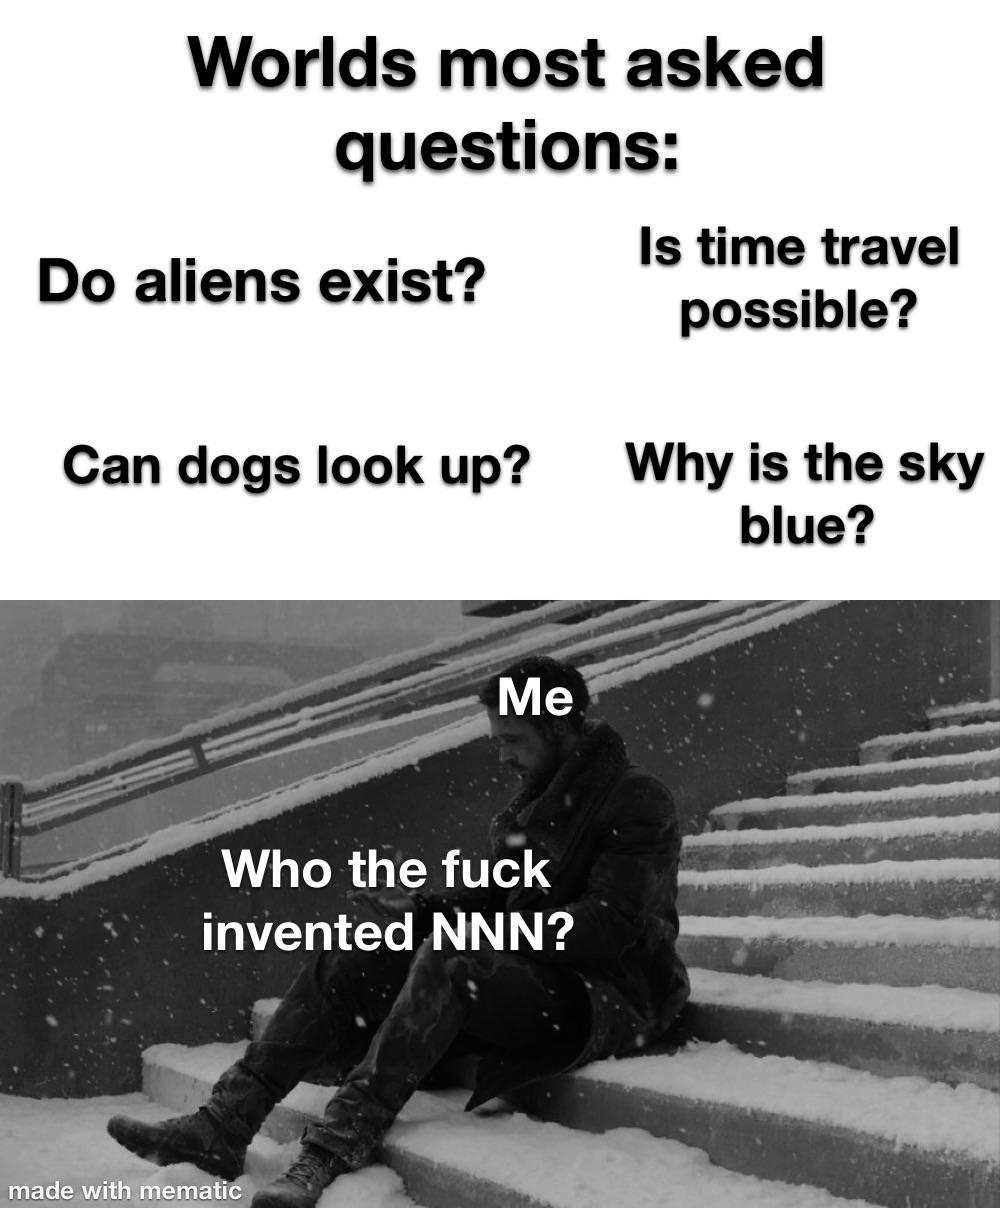 Worlds most asked
questions:
Do aliens exist?
Is time travel
possible?
Can dogs look up?
Why is the sky
blue?
Me
Who the fuck
invented NNN?
made with mematic